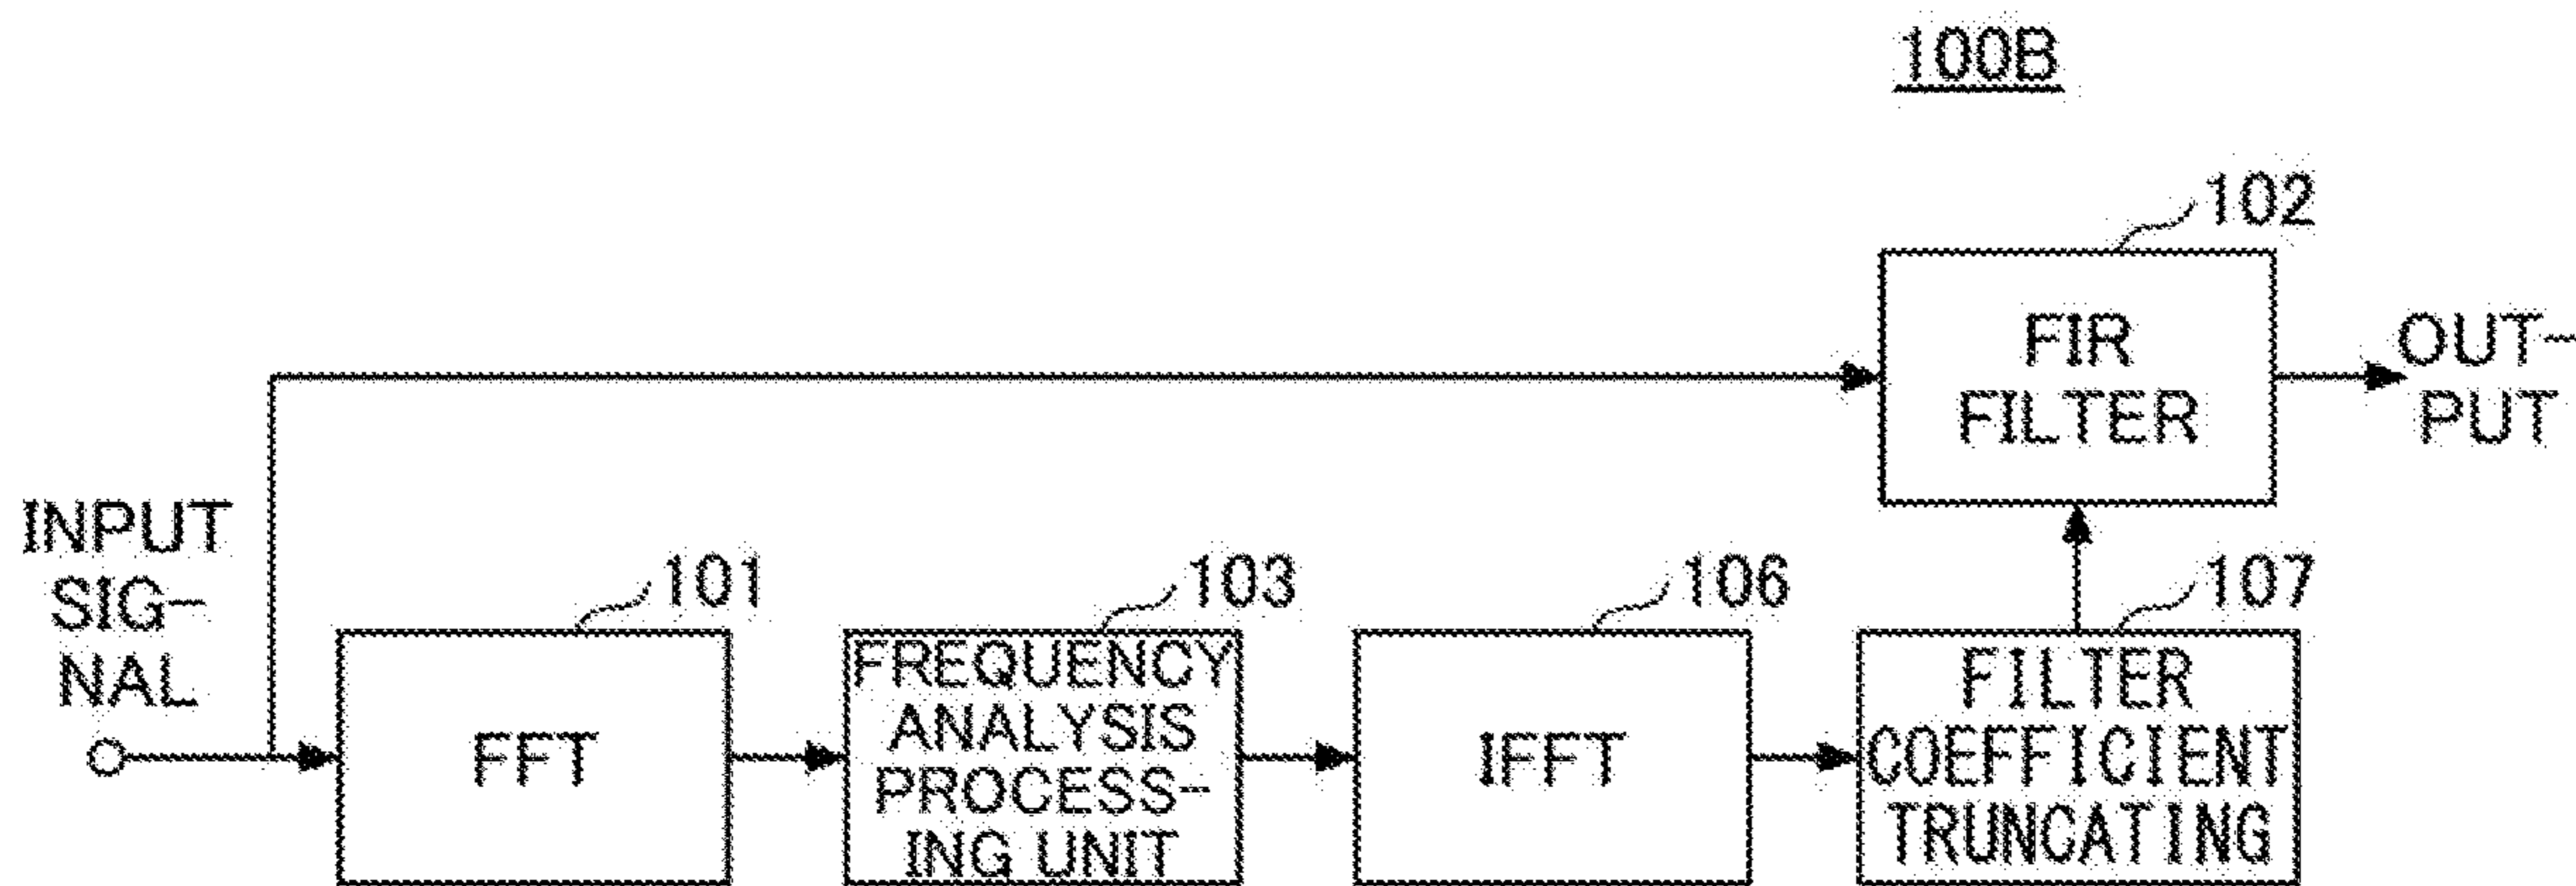 100B
102
FIR
FILTER
OUT-
PUT
INPUT
SIG-
NAL
101
FFT
103
FREQUENCY
ANALYSIS
PROCESS-
ING UNIT
106
IFFT
107
FILTER
COEFFICIENT
TRUNCATING